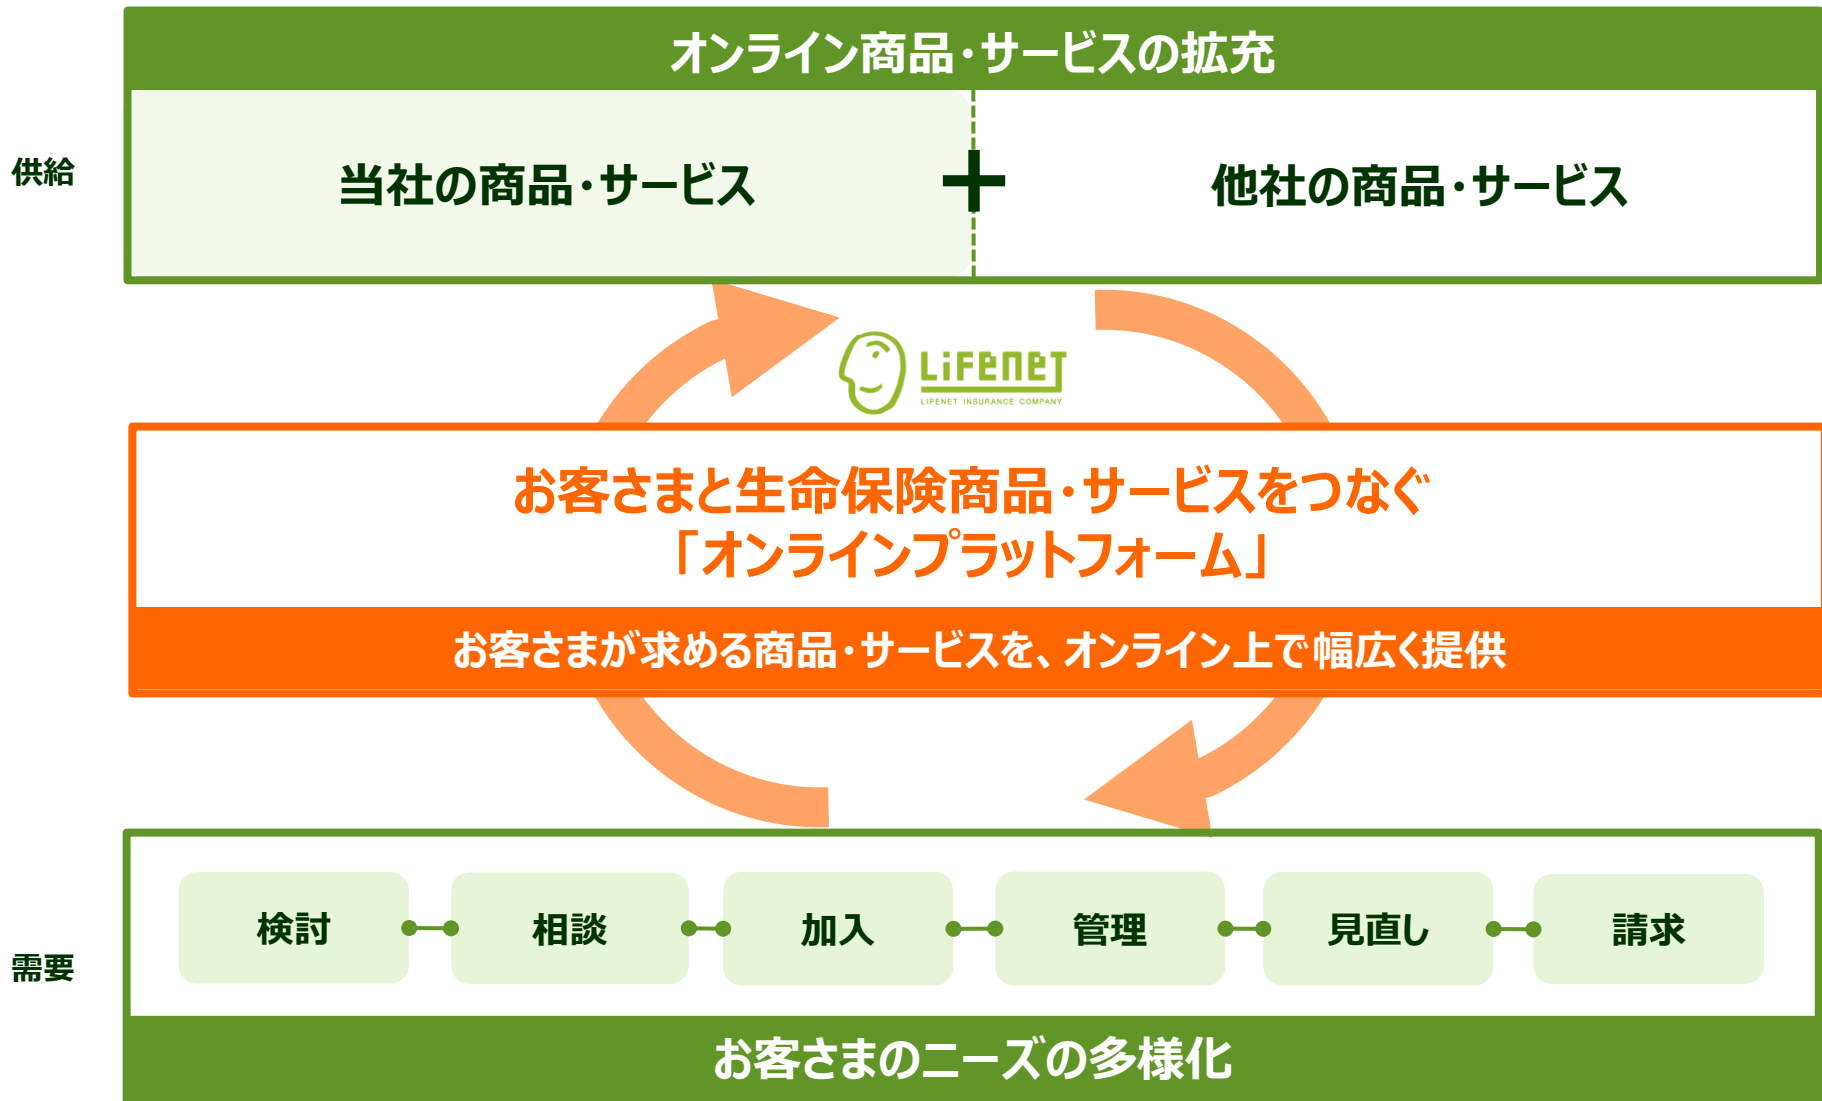 オンライン商品・サービスの拡充
供給
当社の商品・サービス
+
他社の商品・サービス
LIFENET
LIFENET INSURANCE COMPANY
お客さまと生命保険商品・サービスをつなぐ
「オンラインプラットフォーム」
お客さまが求める商品・サービスを、オンライン上で幅広く提供
需要
検討
相談
加入
管理
見直し
請求
お客さまのニーズの多様化